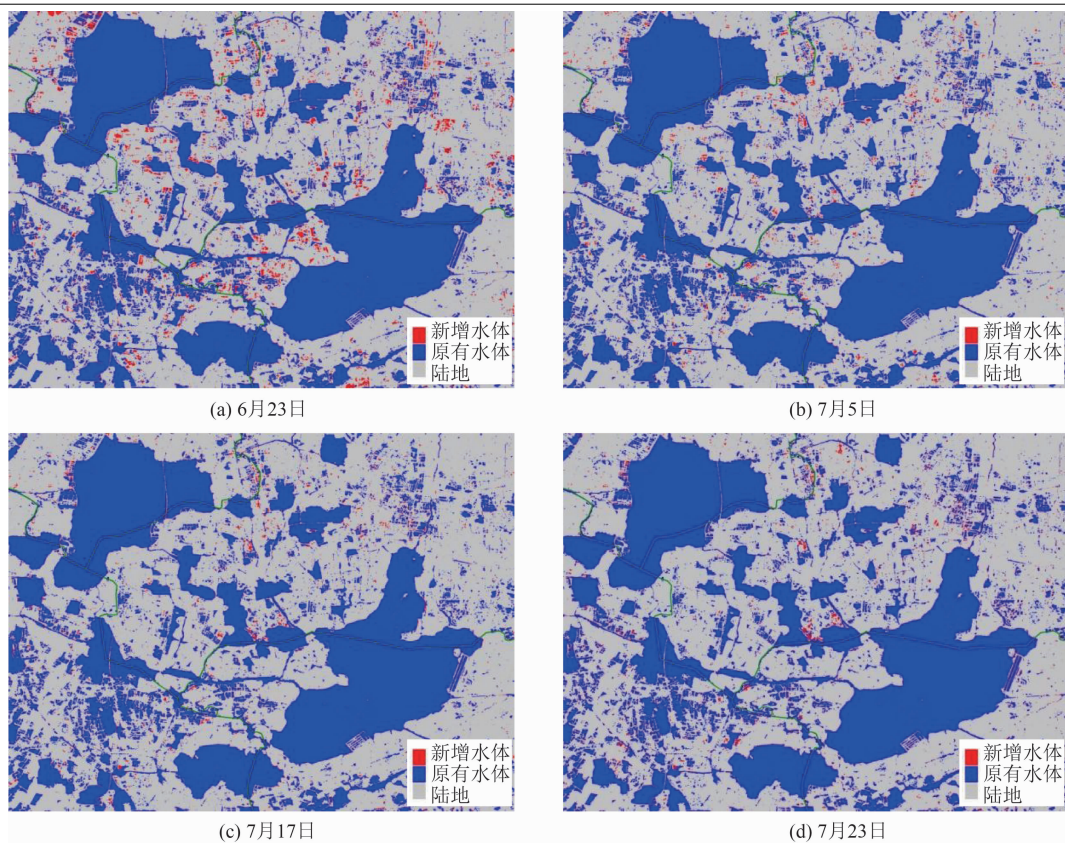 新增水体
原有水体
陆地
新增水体
原有水体
陆地
(a) 6月23日
(b) 7月5日
新增水体
原有水体
陆地
新增水体
原有水体
陆地
(c) 7月17日
(d) 7月23日